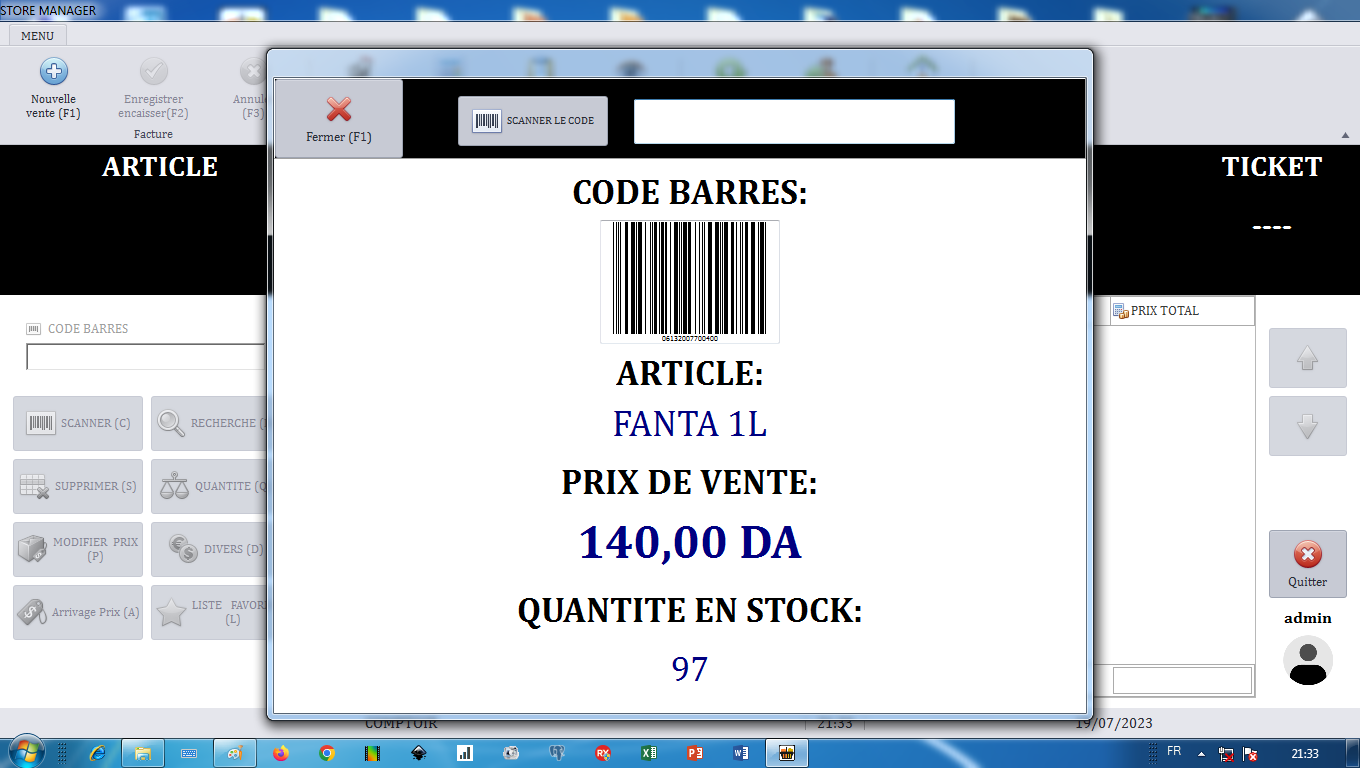 STORE MANAGER
MENU
Nouvelle
vente (F1)
Enregistrer
encaisser(F2)
(F3)
Facture
Fermer (F1)
SCANNER LE CODE
ARTICLE
TICKET
----
CODE BARRES:
06132007700400
ARTICLE:
FANTA 1L
PRIX DE VENTE:
140,00 DA
QUANTITE EN STOCK:
97
CODE BARRES
SCANNER (C)
RECHERCHE
SUPPRIMER (S)
QUANTITE
MODIFIER PRIX
(P)
DIVERS (D)
Arrivage Prix (A)
LISTE
(L)
PRIX TOTAL
Quitter
admin
COMPTOIR
21:33
19/07/2023
FR
21:33